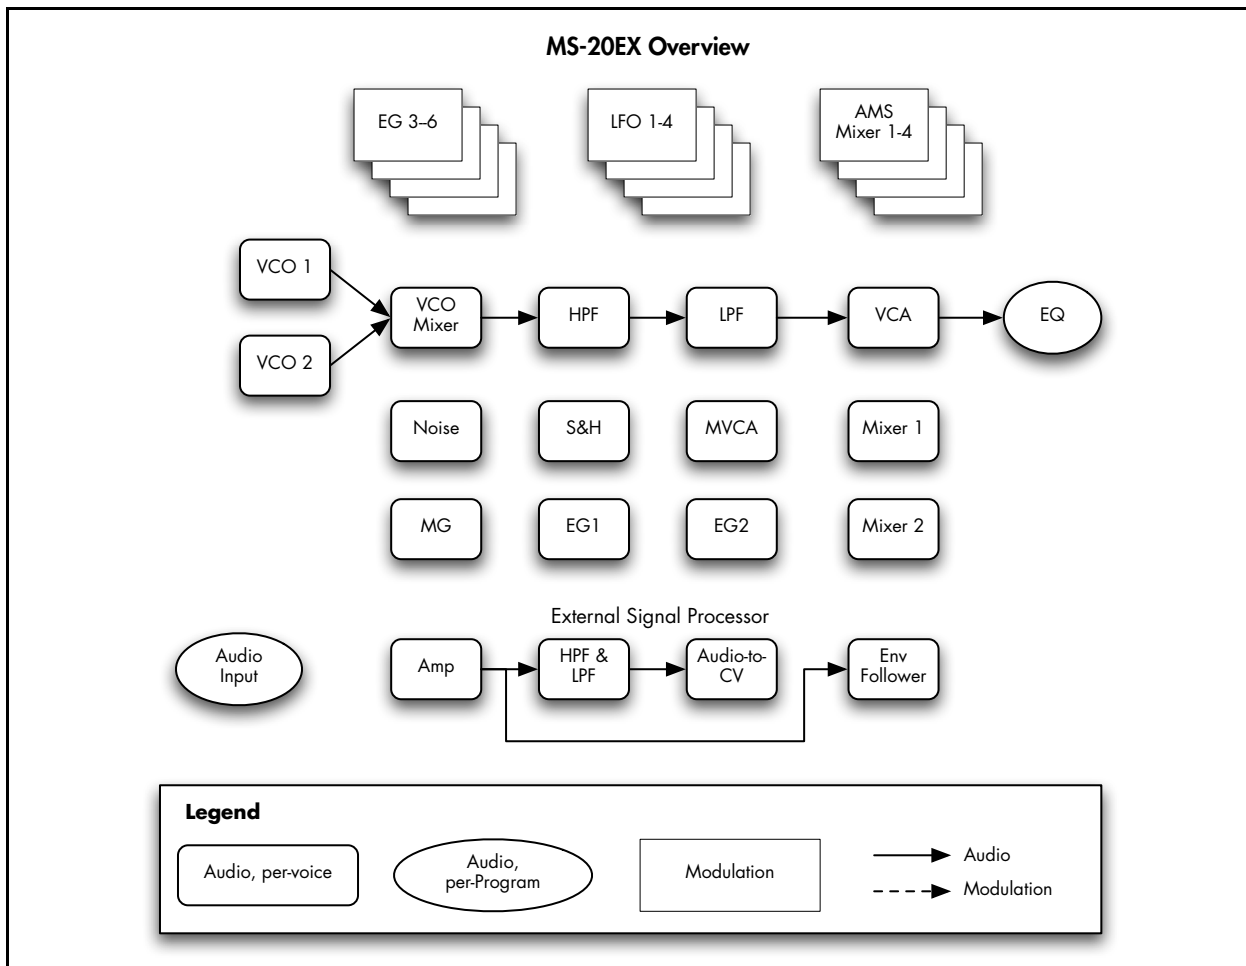 MS-20EX Overview
EG 3–6
LFO 1-4
AMS
Mixer 1-4
VCO 1
VCO 2
VCO
Mixer
HPF
LPF
VCA
EQ
Noise
S&H
MVCA
Mixer 1
MG
EG1
EG2
Mixer 2
External Signal Processor
Audio
Input
Amp
HPF &
LPF
Audio-to-
CV
Env
Follower
Legend
Audio, per-voice
Audio,
per-Program
Modulation
Audio
Modulation